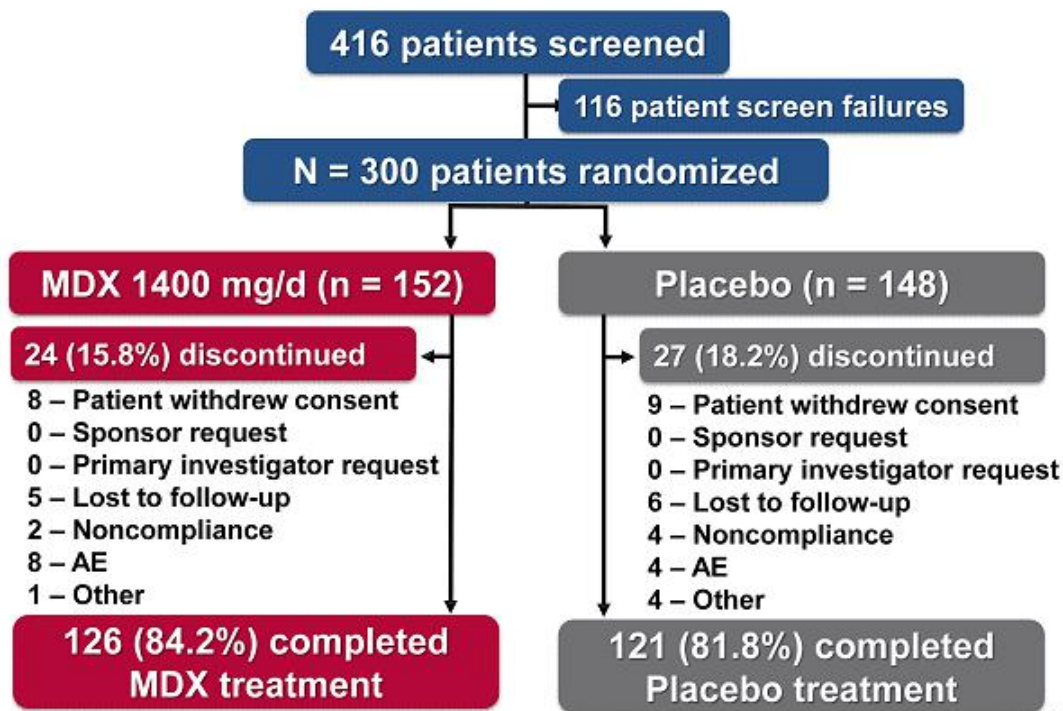 416 patients screened
116 patient screen failures
N = 300 patients randomized
MDX 1400 mg/d (n = 152)
24 (15.8%) discontinued
8 – Patient withdrew consent
0 – Sponsor request
0 – Primary investigator request
5 – Lost to follow-up
2 – Noncompliance
8 – AE
1 – Other
126 (84.2%) completed
MDX treatment
Placebo (n = 148)
27 (18.2%) discontinued
9 – Patient withdrew consent
0 – Sponsor request
0 – Primary investigator request
6 – Lost to follow-up
4 – Noncompliance
4 – AE
4 – Other
121 (81.8%) completed
Placebo treatment